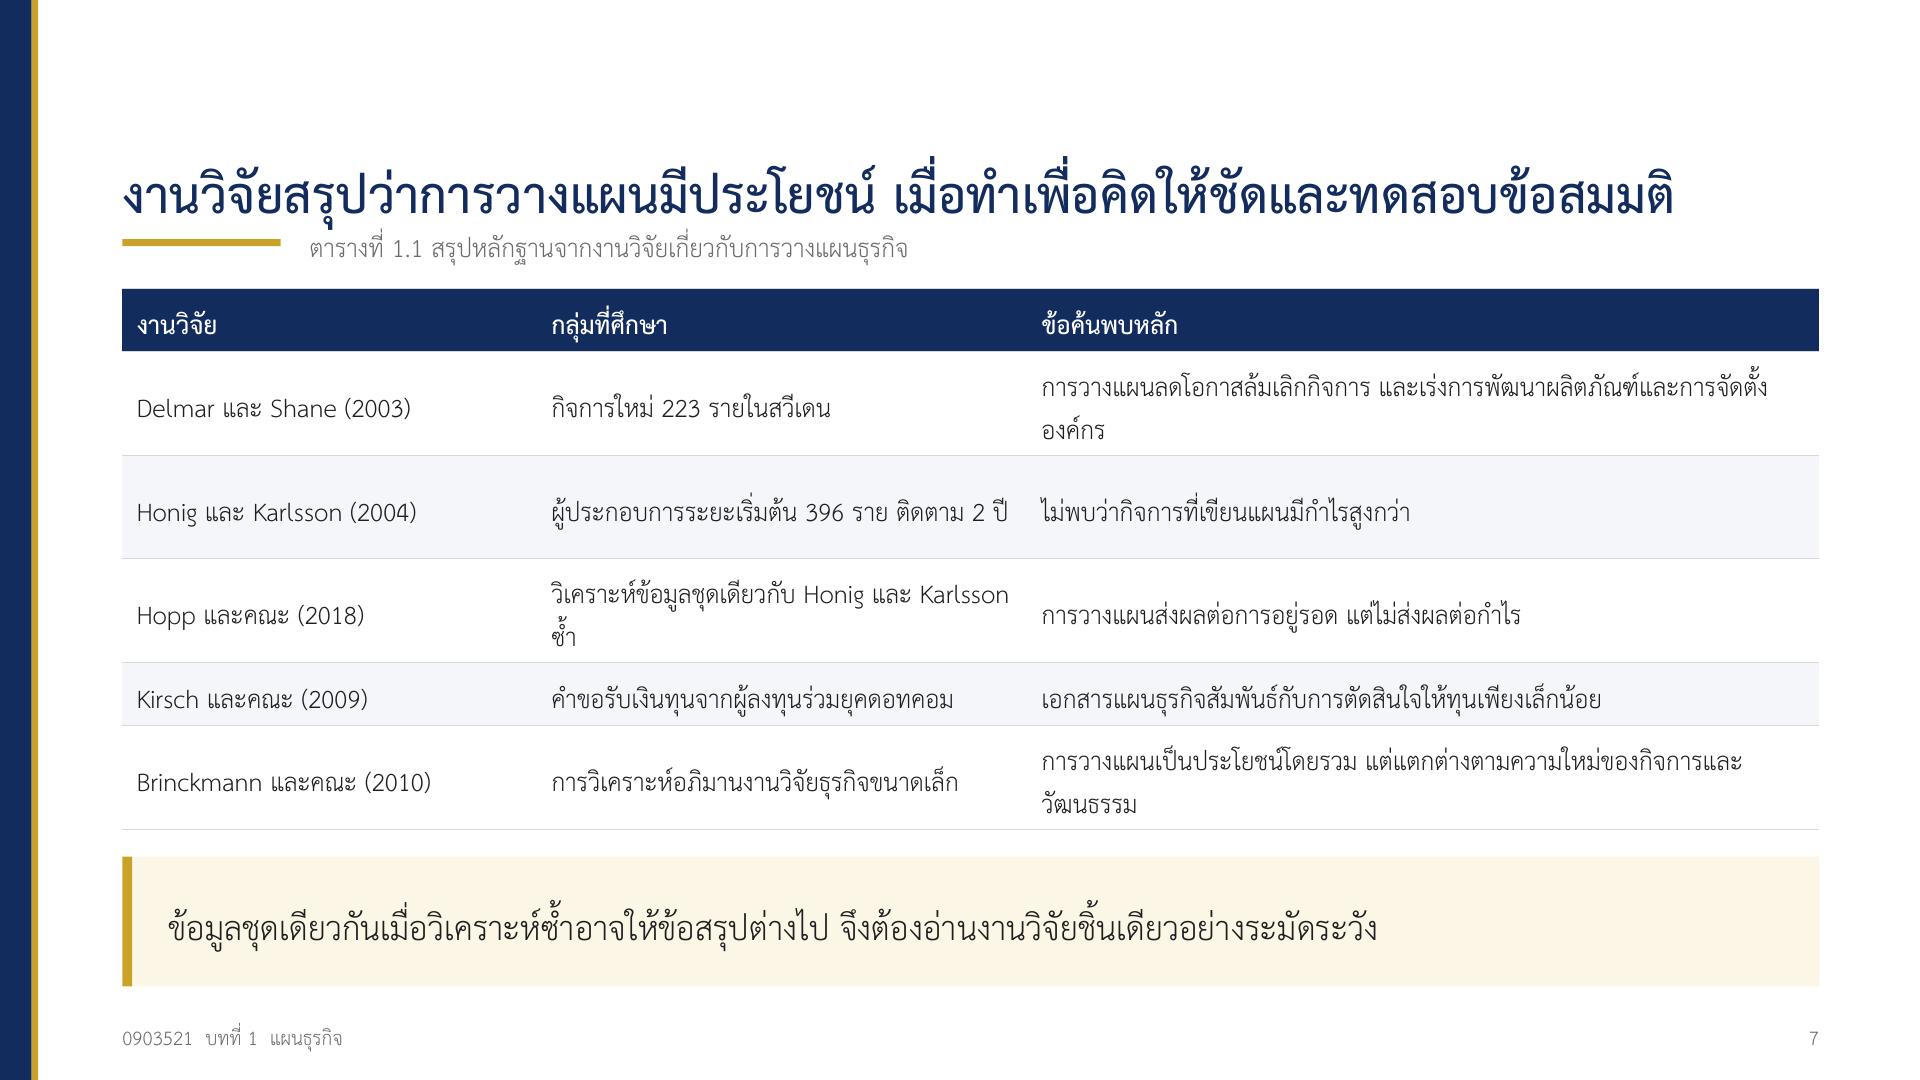 งานวิจัยสรุปว่าการวางแผนมีประโยชน์ เมื่อทำเพื่อคิดให้ชัดและทดสอบข้อสมมติ
ตารางที่ 1.1 สรุปหลักฐานจากงานวิจัยเกี่ยวกับการวางแผนธุรกิจ
งานวิจัย กลุ่มที่ศึกษา ข้อค้นพบหลัก
Delmar และ Shane (2003) กิจการใหม่ 223 รายในสวีเดน การวางแผนลดโอกาสล้มเลิกกิจการ และเร่งการพัฒนาผลิตภัณฑ์และการจัดตั้ง
องค์กร
Honig และ Karlsson (2004) ผู้ประกอบการระยะเริ่มต้น 396 ราย ติดตาม 2 ปี ไม่พบว่ากิจการที่เขียนแผนมีกำไรสูงกว่า
Hopp และคณะ (2018) วิเคราะห์ข้อมูลชุดเดียวกับ Honig และ Karlsson
ซ้ำ
การวางแผนส่งผลต่อการอยู่รอด แต่ไม่ส่งผลต่อกำไร
Kirsch และคณะ (2009) คำขอรับเงินทุนจากผู้ลงทุนร่วมยุคดอทคอม เอกสารแผนธุรกิจสัมพันธ์กับการตัดสินใจให้ทุนเพียงเล็กน้อย
Brinckmann และคณะ (2010) การวิเคราะห์อภิมานงานวิจัยธุรกิจขนาดเล็ก การวางแผนเป็นประโยชน์โดยรวม แต่แตกต่างตามความใหม่ของกิจการและ
วัฒนธรรม
ข้อมูลชุดเดียวกันเมื่อวิเคราะห์ซ้ำอาจให้ข้อสรุปต่างไป จึงต้องอ่านงานวิจัยชิ้นเดียวอย่างระมัดระวัง
0903521 บทที่ 1 แผนธุรกิจ 7